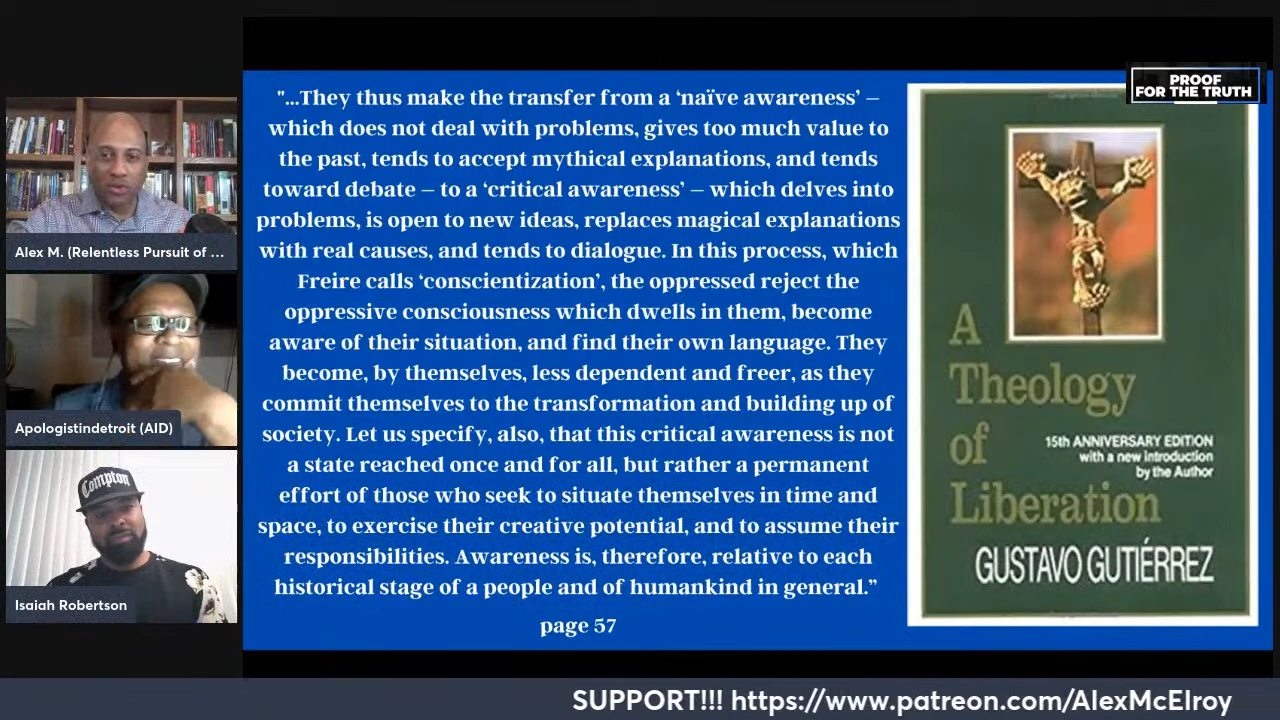 PROOF
FOR THE TRUTH
Alex M. (Relentless Pursuit of ...
Apologistindetroit (AID)
Compton
Isaiah Robertson
"...They thus make the transfer from a ‘naïve awareness’ –
which does not deal with problems, gives too much value to
the past, tends to accept mythical explanations, and tends
toward debate – to a ‘critical awareness’ – which delves into
problems, is open to new ideas, replaces magical explanations
with real causes, and tends to dialogue. In this process, which
Freire calls ‘conscientization’, the oppressed reject the
oppressive consciousness which dwells in them, become
aware of their situation, and find their own language. They
become, by themselves, less dependent and freer, as they
commit themselves to the transformation and building up of
society. Let us specify, also, that this critical awareness is not
a state reached once and for all, but rather a permanent
effort of those who seek to situate themselves in time and
space, to exercise their creative potential, and to assume their
responsibilities. Awareness is, therefore, relative to each
historical stage of a people and of humankind in general.”
page 57
A
Theology
of
Liberation
15th ANNIVERSARY EDITION
with a new introduction
by the Author
GUSTAVO GUTIÉRREZ
SUPPORT!!! https://www.patreon.com/AlexMcElroy